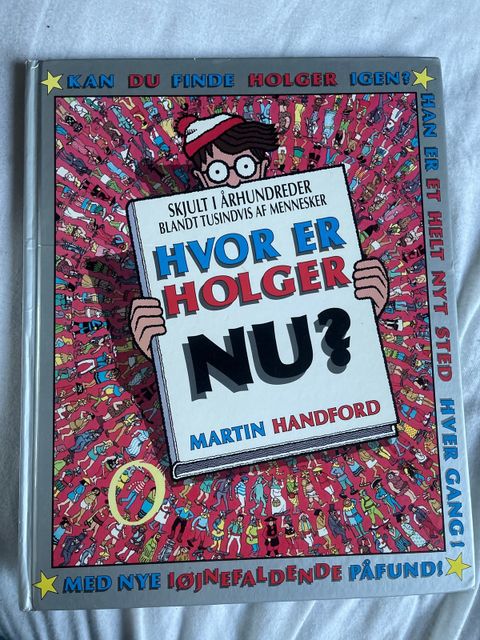 KAN DU FINDE HOLGER IGEN?
HAN ER ET HELT NYT STED HVER GANG!
SKJULT I ÅRHUNDREDER
BLANDT TUSINDVIS AF MENNESKER
HVOR ER
HOLGER
NU?
MARTIN HANDFORD
MED NYE IØJNEFALDENDE PÅFUND!